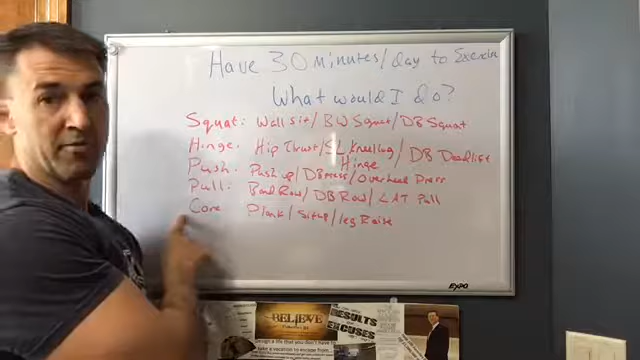 Have 30 minutes/day to Exercise
What would I do?
Squat: Wall sit/ BW Squat/DB Squat
Hinge: Hip Thrust/SL Kneeling Hinge/DB Deadlift
Push: Push up/DB press/Overhead Press
Pull: Band Row/DB Row/LAT Pull
Core Plank/Situp/leg Raise
EXPO
BELIEVE
RESULTS
EXCUSES